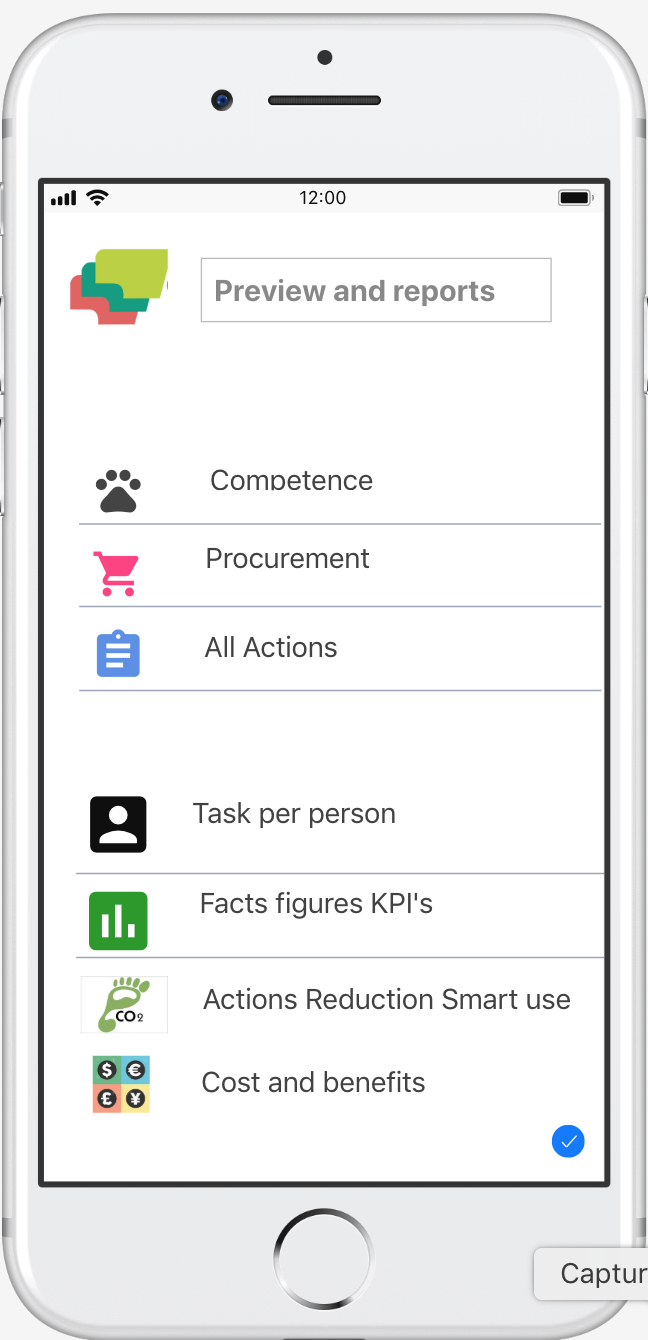 12:00
Preview and reports
Competence
Procurement
All Actions
Task per person
Facts figures KPI's
CO2
Actions Reduction Smart use
$ €
£ ¥
Cost and benefits
Captur